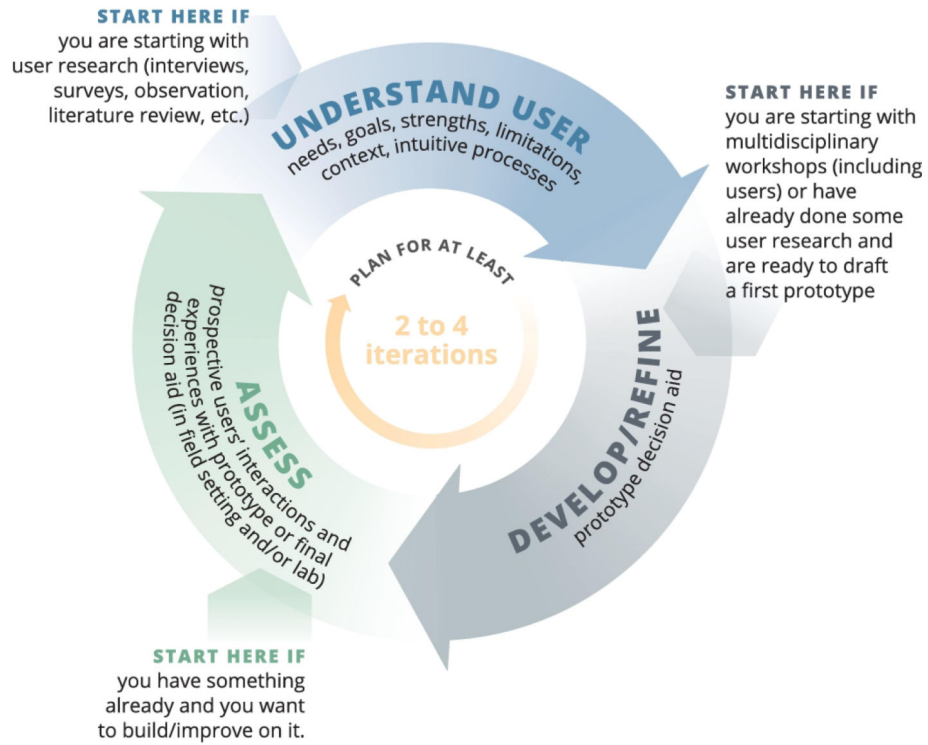 START HERE IF
you are starting with
user research (interviews,
surveys, observation,
literature review, etc.)
UNDERSTAND USER
needs, goals, strengths, limitations,
context, intuitive processes
START HERE IF
you are starting with
multidisciplinary
workshops (including
users) or have
already done some
user research and
are ready to draft
a first prototype
PLAN FOR AT LEAST
2 to 4
iterations
DEVELOP/REFINE
prototype decision aid
ASSESS
prospective users' interactions and
experiences with prototype or final
decision aid (in field setting and/or lab)
START HERE IF
you have something
already and you want
to build/improve on it.